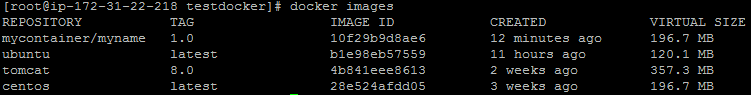 [root@ip-172-31-22-218 testdocker]# docker images
REPOSITORY TAG IMAGE ID CREATED VIRTUAL SIZE
mycontainer/myname 1.0 10f29b9d8ae6 12 minutes ago 196.7 MB
ubuntu latest b1e98eb57559 11 hours ago 120.1 MB
tomcat 8.0 4b841eee8613 2 weeks ago 357.3 MB
centos latest 28e524afdd05 3 weeks ago 196.7 MB